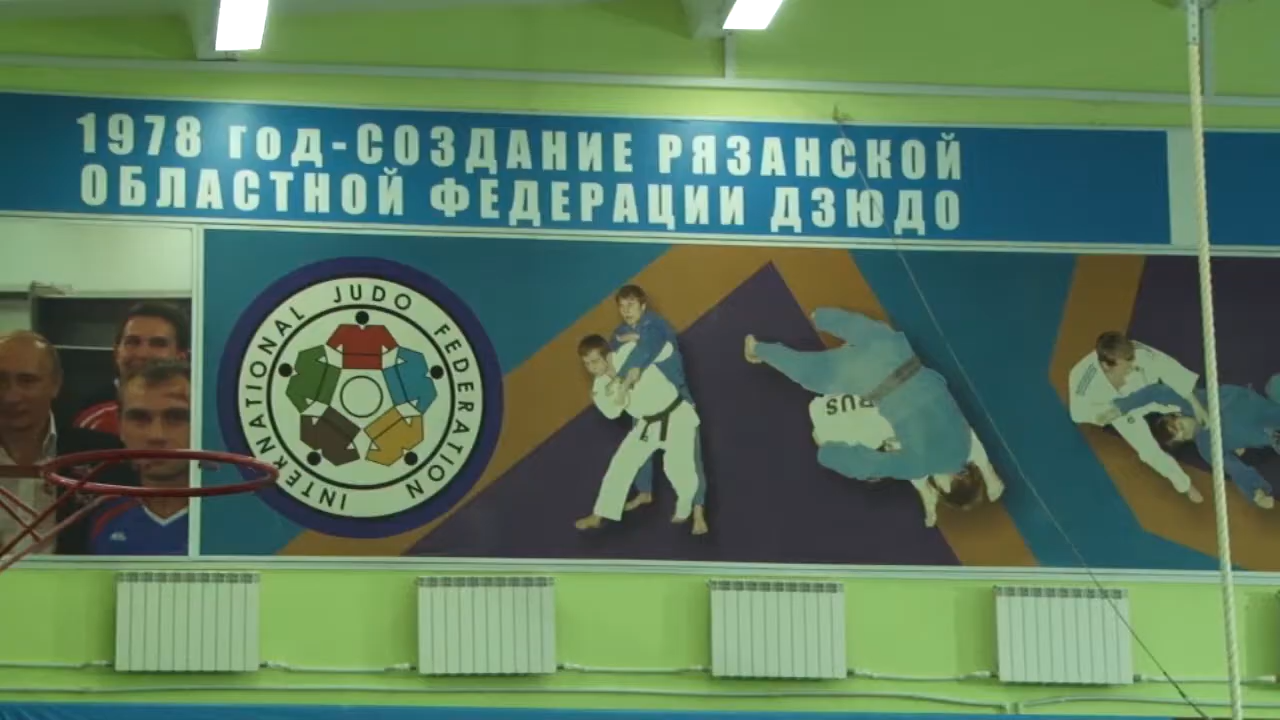 1978 год-СОЗДАНИЕ РЯЗАНСКОЙ
ОБЛАСТНОЙ ФЕДЕРАЦИИ ДЗЮДО
INTERNATIONAL JUDO FEDERATION
RUS